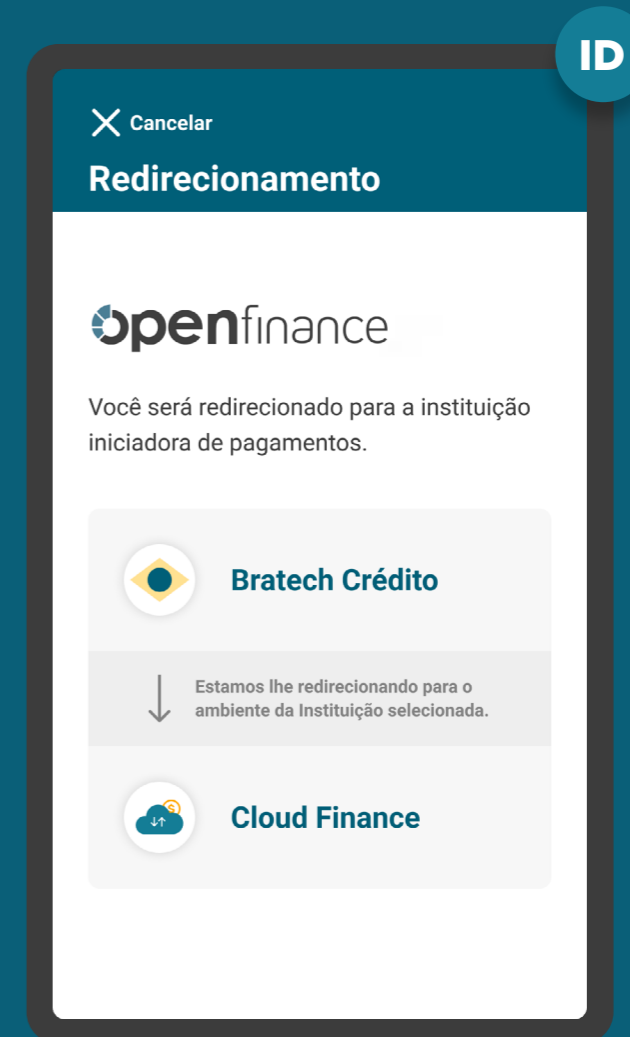 ID
Cancelar
Redirecionamento
openfinance
Você será redirecionado para a instituição
iniciadora de pagamentos.
Bratech Crédito
Estamos lhe redirecionando para o
ambiente da Instituição selecionada.
$
Cloud Finance